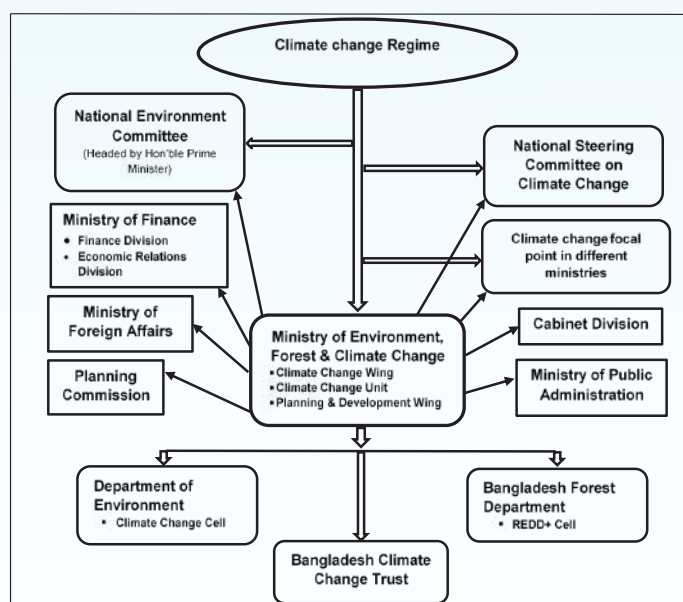 Climate change Regime
National Environment
Committee
(Headed by Hon'ble Prime
Minister)
National Steering
Committee on
Climate Change
Ministry of Finance
● Finance Division
• Economic Relations
Division
Climate change focal
point in different
ministries
Ministry of
Foreign Affairs
Ministry of Environment,
Forest & Climate Change
▪Climate Change Wing
▪Climate Change Unit
▪Planning & Development Wing
Cabinet Division
Planning
Commission
Ministry of Public
Administration
Department of
Environment
▪ Climate Change Cell
Bangladesh Forest
Department
▪ REDD+ Cell
Bangladesh Climate
Change Trust